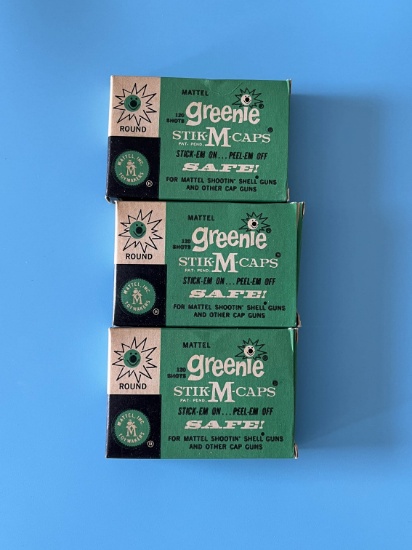 MATTEL
120 SHOTS
greenie®
ROUND
STIK-M-CAPS®
PAT. PEND.
STICK-EM ON... PEEL-EM OFF
MATTEL, INC.
M
TOYMAKERS
®
SAFE!
FOR MATTEL SHOOTIN' SHELL® GUNS
AND OTHER CAP GUNS
MATTEL
120 SHOTS
greenie®
ROUND
STIK-M-CAPS®
PAT. PEND.
STICK-EM ON... PEEL-EM OFF
MATTEL, INC.
M
TOYMAKERS
®
SAFE!
FOR MATTEL SHOOTIN' SHELL® GUNS
AND OTHER CAP GUNS
MATTEL
120 SHOTS
greenie®
ROUND
STIK-M-CAPS®
PAT. PEND.
STICK-EM ON... PEEL-EM OFF
MATTEL, INC.
M
TOYMAKERS
®
SAFE!
FOR MATTEL SHOOTIN' SHELL® GUNS
AND OTHER CAP GUNS